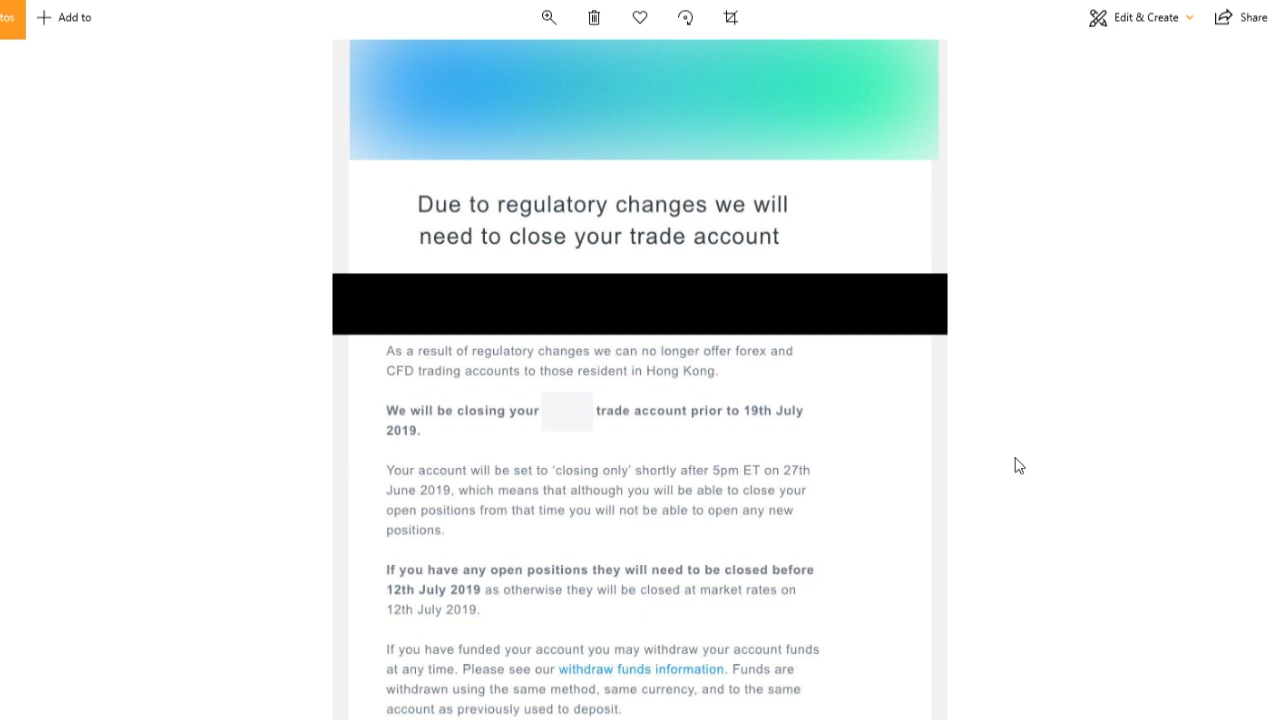 tos
Add to
Edit & Create
Share
Due to regulatory changes we will
need to close your trade account
As a result of regulatory changes we can no longer offer forex and
CFD trading accounts to those resident in Hong Kong.
We will be closing your trade account prior to 19th July
2019.
Your account will be set to ‘closing only’ shortly after 5pm ET on 27th
June 2019, which means that although you will be able to close your
open positions from that time you will not be able to open any new
positions.
If you have any open positions they will need to be closed before
12th July 2019 as otherwise they will be closed at market rates on
12th July 2019.
If you have funded your account you may withdraw your account funds
at any time. Please see our withdraw funds information. Funds are
withdrawn using the same method, same currency, and to the same
account as previously used to deposit.